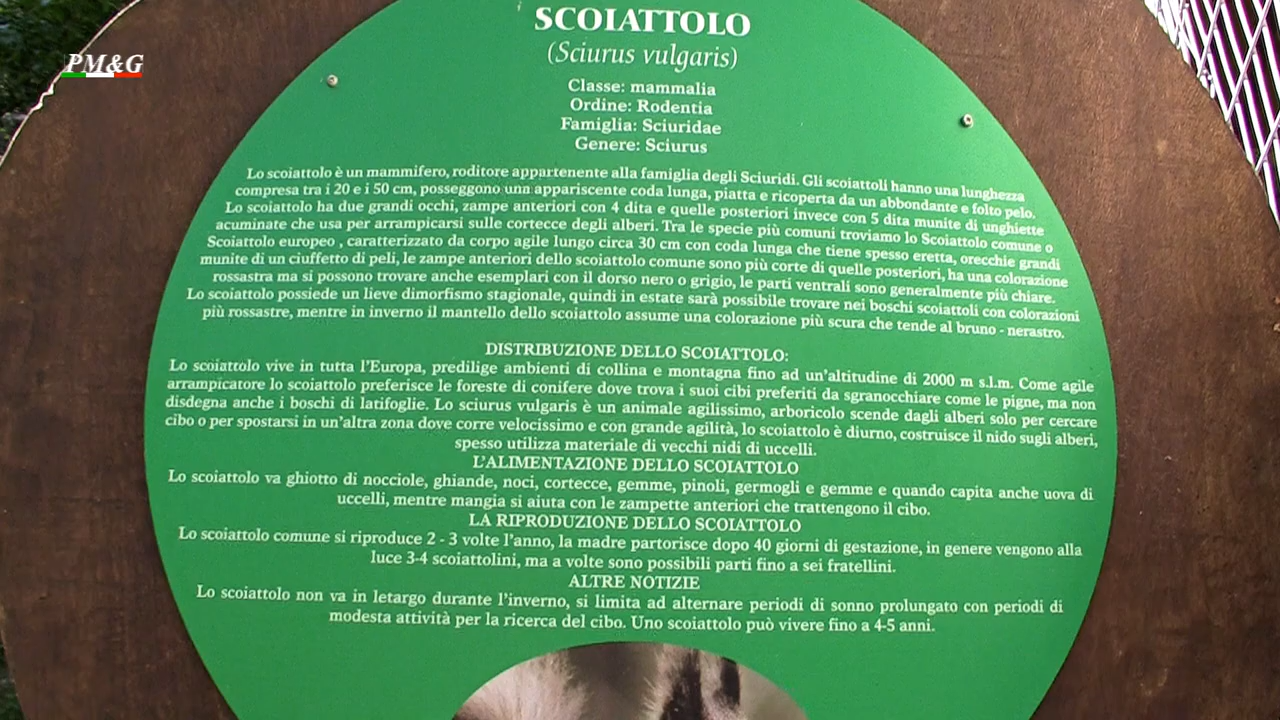 PM&G
SCOIATTOLO
(Sciurus vulgaris)
Classe: mammalia
Ordine: Rodentia
Famiglia: Sciuridae
Genere: Sciurus
Lo scoiattolo è un mammifero, roditore appartenente alla famiglia degli Sciuridi. Gli scoiattoli hanno una lunghezza
compresa tra i 20 e i 50 cm, posseggono una appariscente coda lunga, piatta e ricoperta da un abbondante e folto pelo.
Lo scoiattolo ha due grandi occhi, zampe anteriori con 4 dita e quelle posteriori invece con 5 dita munite di unghiette
acuminate che usa per arrampicarsi sulle cortecce degli alberi. Tra le specie più comuni troviamo lo Scoiattolo comune o
Scoiattolo europeo , caratterizzato da corpo agile lungo circa 30 cm con coda lunga che tiene spesso eretta, orecchie grandi
munite di un ciuffetto di peli, le zampe anteriori dello scoiattolo comune sono più corte di quelle posteriori, ha una colorazione
rossastra ma si possono trovare anche esemplari con il dorso nero o grigio, le parti ventrali sono generalmente più chiare.
Lo scoiattolo possiede un lieve dimorfismo stagionale, quindi in estate sarà possibile trovare nei boschi scoiattoli con colorazioni
più rossastre, mentre in inverno il mantello dello scoiattolo assume una colorazione più scura che tende al bruno - nerastro.
DISTRIBUZIONE DELLO SCOIATTOLO:
Lo scoiattolo vive in tutta l'Europa, predilige ambienti di collina e montagna fino ad un'altitudine di 2000 m s.l.m. Come agile
arrampicatore lo scoiattolo preferisce le foreste di conifere dove trova i suoi cibi preferiti da sgranocchiare come le pigne, ma non
disdegna anche i boschi di latifoglie. Lo sciurus vulgaris è un animale agilissimo, arboricolo scende dagli alberi solo per cercare
cibo o per spostarsi in un'altra zona dove corre velocissimo e con grande agilità, lo scoiattolo è diurno, costruisce il nido sugli alberi,
spesso utilizza materiale di vecchi nidi di uccelli.
L'ALIMENTAZIONE DELLO SCOIATTOLO
Lo scoiattolo va ghiotto di nocciole, ghiande, noci, cortecce, gemme, pinoli, germogli e gemme e quando capita anche uova di
uccelli, mentre mangia si aiuta con le zampette anteriori che trattengono il cibo.
LA RIPRODUZIONE DELLO SCOIATTOLO
Lo scoiattolo comune si riproduce 2 - 3 volte l'anno, la madre partorisce dopo 40 giorni di gestazione, in genere vengono alla
luce 3-4 scoiattolini, ma a volte sono possibili parti fino a sei fratellini.
ALTRE NOTIZIE
Lo scoiattolo non va in letargo durante l'inverno, si limita ad alternare periodi di sonno prolungato con periodi di
modesta attività per la ricerca del cibo. Uno scoiattolo può vivere fino a 4-5 anni.